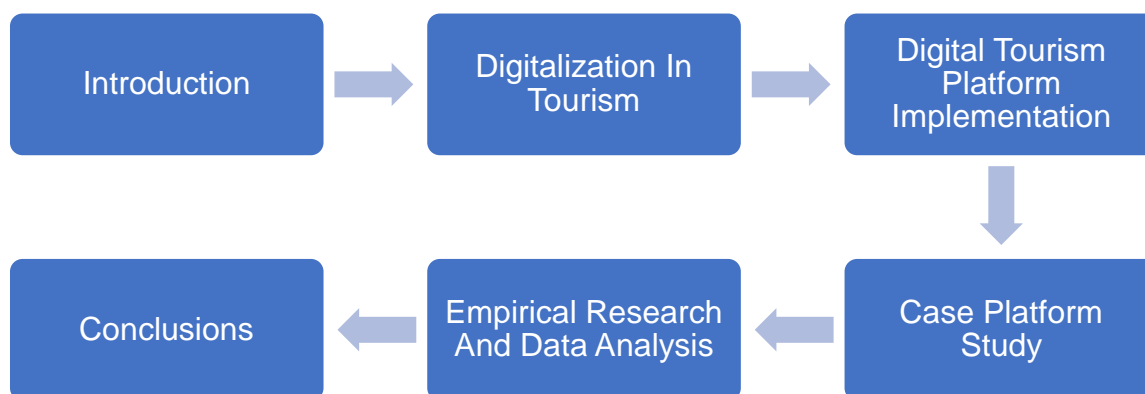 Introduction
Digitalization In
Tourism
Digital Tourism
Platform
Implementation
Case Platform
Study
Empirical Research
And Data Analysis
Conclusions